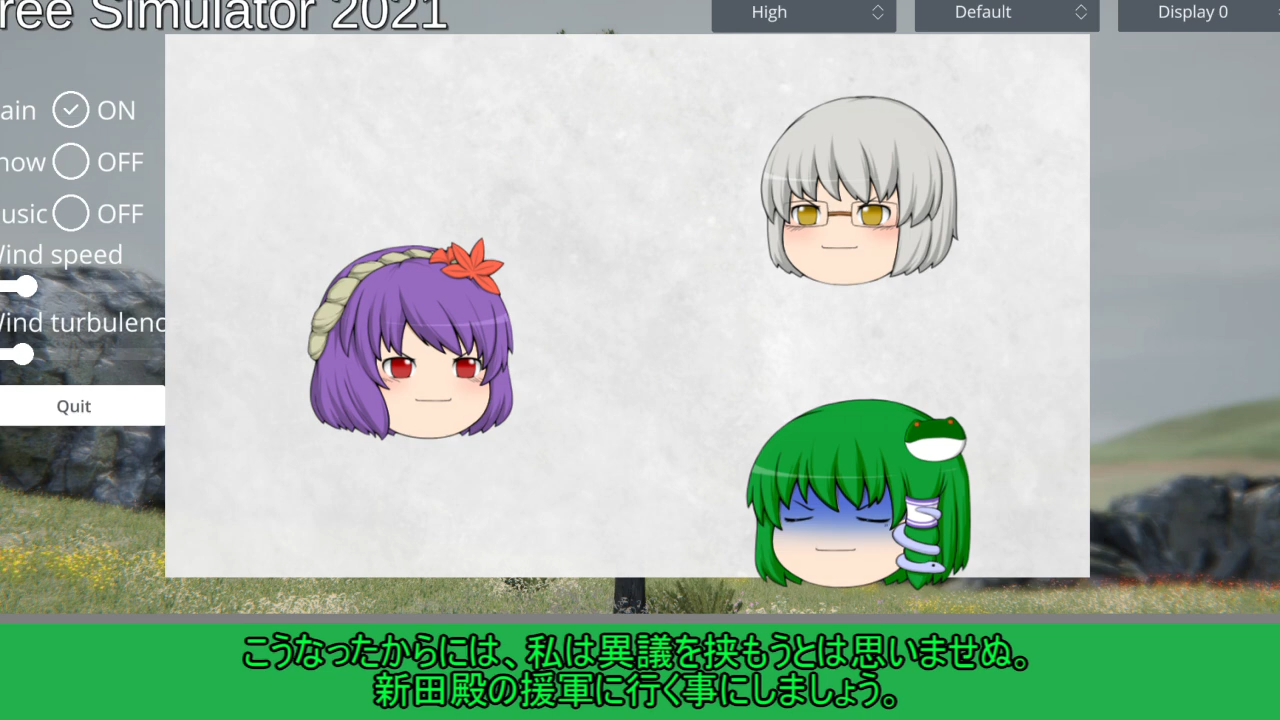 ree Simulator 2021
High
Default
Display 0
ain ON
now OFF
usic OFF
Wind speed
Wind turbulenc
Quit
こうなったからには、私は異議を挟もうとは思いませぬ。
新田殿の援軍に行く事にしましょう。